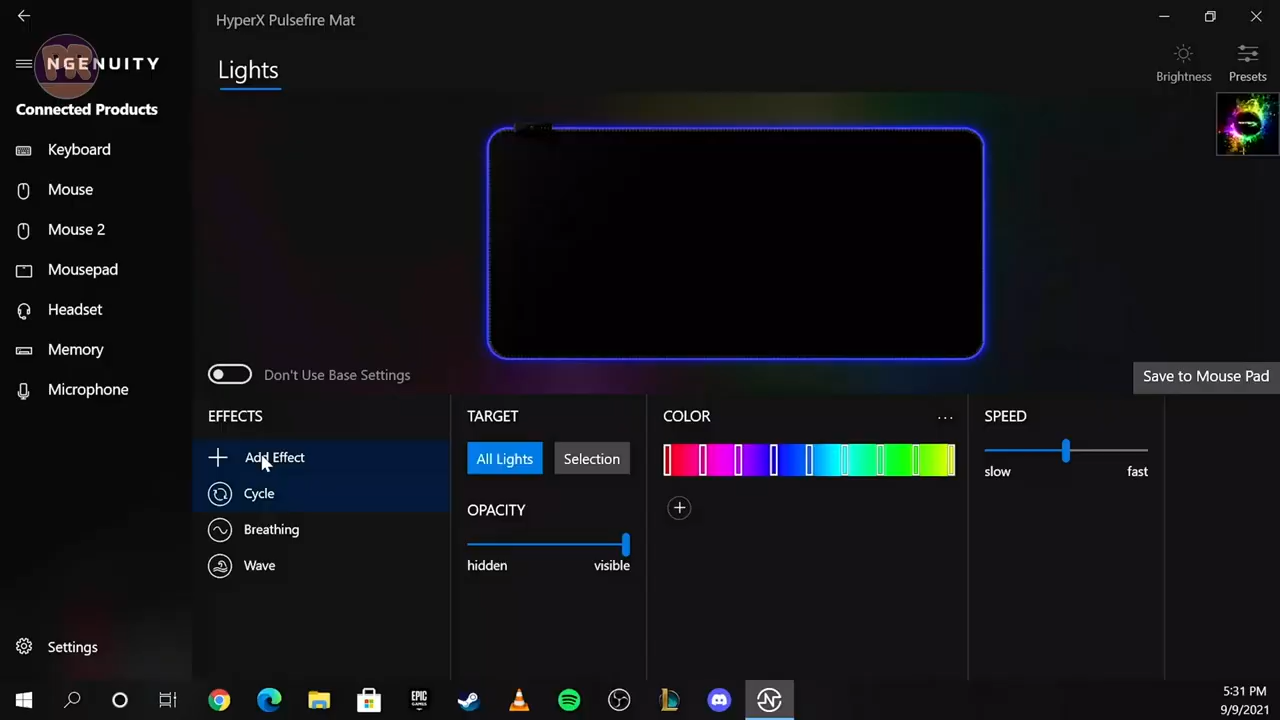 HyperX Pulsefire Mat
NGENUITY
Lights
Brightness
Presets
Connected Products
Keyboard
Mouse
Mouse 2
Mousepad
Headset
Memory
Microphone
Settings
Don't Use Base Settings
Save to Mouse Pad
EFFECTS
Add Effect
Cycle
Breathing
Wave
TARGET
All Lights
Selection
OPACITY
hidden
visible
COLOR
...
SPEED
slow
fast
EPIC
GAMES
5:31 PM
9/9/2021